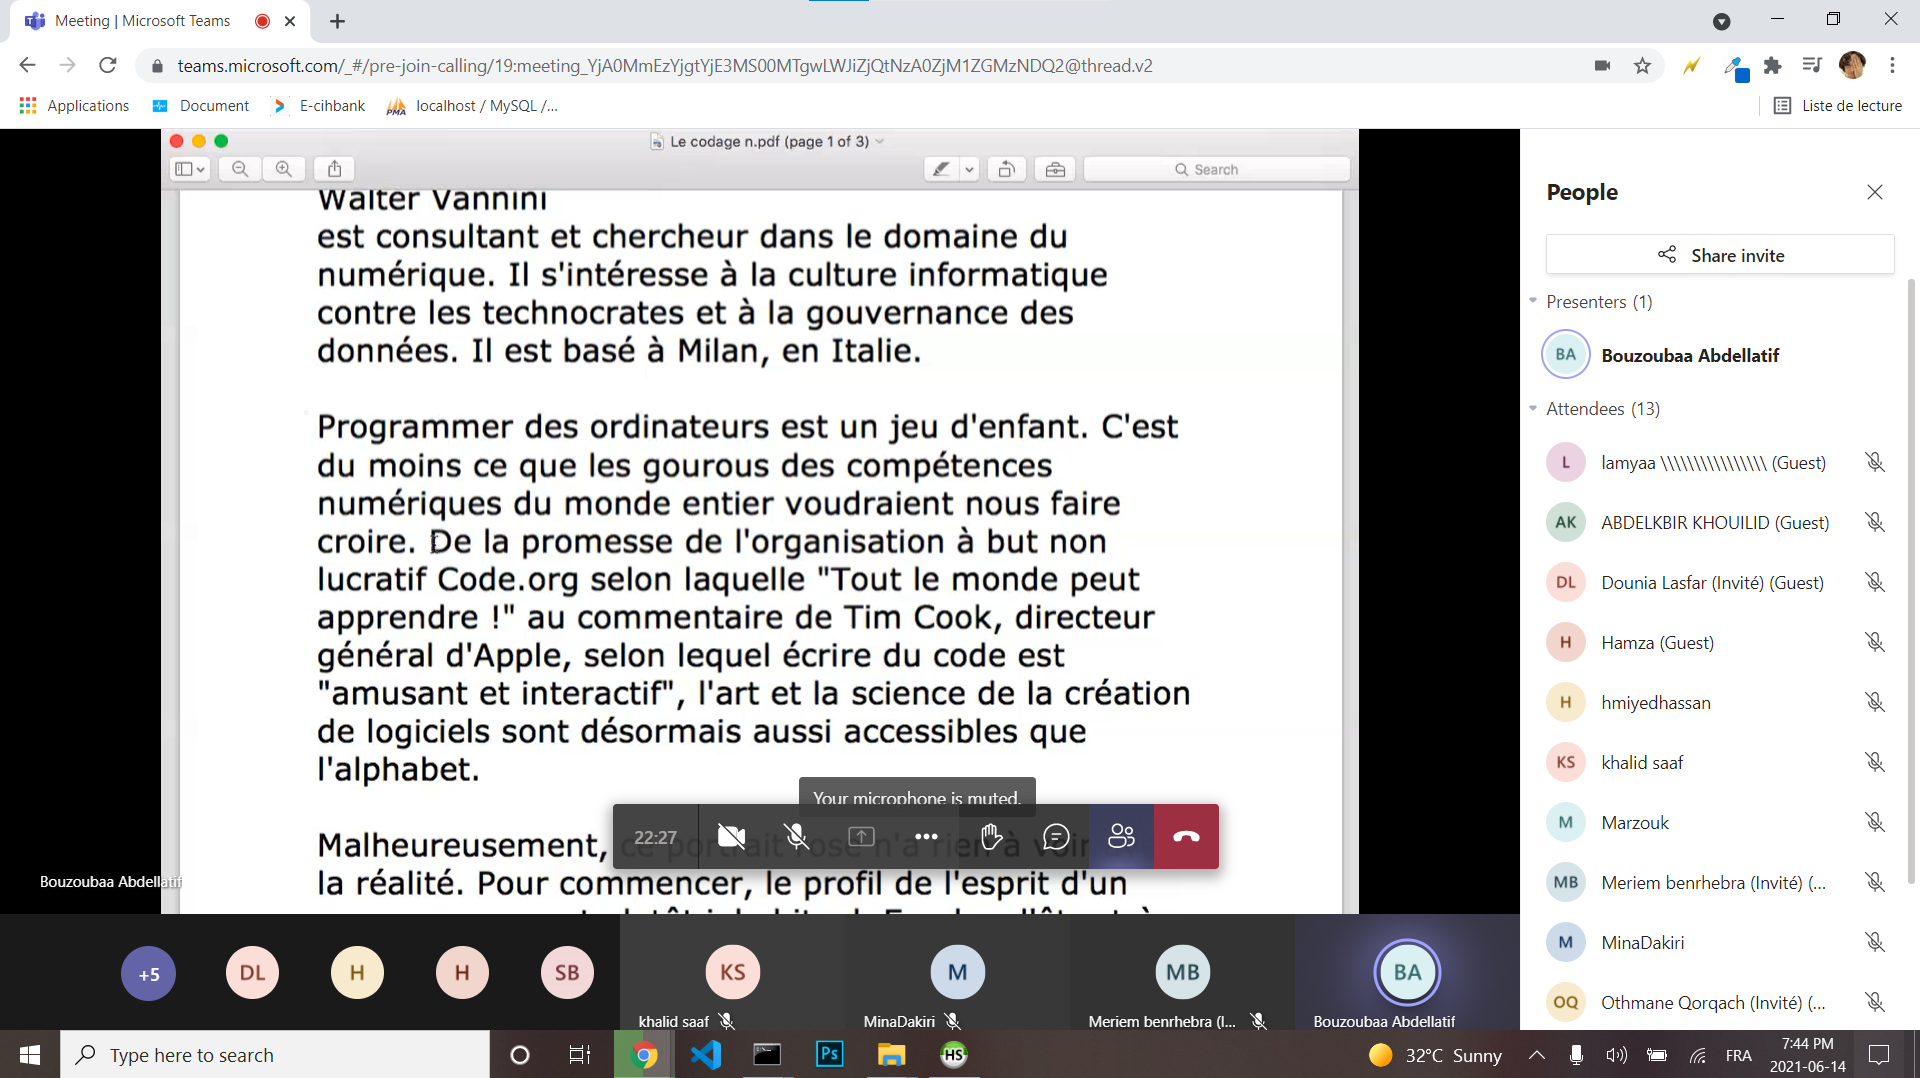 Meeting | Microsoft Teams
teams.microsoft.com/_#/pre-join-calling/19:meeting_YjA0MmEzYjgtYjE3MS00MTgwLWJiZjQtNzA0ZjM1ZGMzNDQ2@thread.v2
Applications
Document
E-cihbank
PMA
localhost / MySQL /...
Liste de lecture
Le codage n.pdf (page 1 of 3)
Search
Walter Vannini
est consultant et chercheur dans le domaine du
numérique. Il s'intéresse à la culture informatique
contre les technocrates et à la gouvernance des
données. Il est basé à Milan, en Italie.
Programmer des ordinateurs est un jeu d'enfant. C'est
du moins ce que les gourous des compétences
numériques du monde entier voudraient nous faire
croire. De la promesse de l'organisation à but non
lucratif Code.org selon laquelle "Tout le monde peut
apprendre !" au commentaire de Tim Cook, directeur
général d'Apple, selon lequel écrire du code est
"amusant et interactif", l'art et la science de la création
de logiciels sont désormais aussi accessibles que
l'alphabet.
Malheureusement, ce portrait rose n'a rien à voir
la réalité. Pour commencer, le profil de l'esprit d'un
Your microphone is muted.
22:27
Bouzoubaa Abdellatif
People
Share invite
Presenters (1)
BA
Bouzoubaa Abdellatif
Attendees (13)
L
lamyaa \\\\\\\\\\\\\\\\ (Guest)
AK
ABDELKBIR KHOUILID (Guest)
DL
Dounia Lasfar (Invité) (Guest)
H
Hamza (Guest)
H
hmiyedhassan
KS
khalid saaf
M
Marzouk
MB
Meriem benrhebra (Invité) (...
M
MinaDakiri
OQ
Othmane Qorqach (Invité) (...
+5
DL
H
H
SB
KS
khalid saaf
M
MinaDakiri
MB
Meriem benrhebra (I...
BA
Bouzoubaa Abdellatif
Type here to search
Ps
HS
32°C Sunny
FRA
7:44 PM
2021-06-14